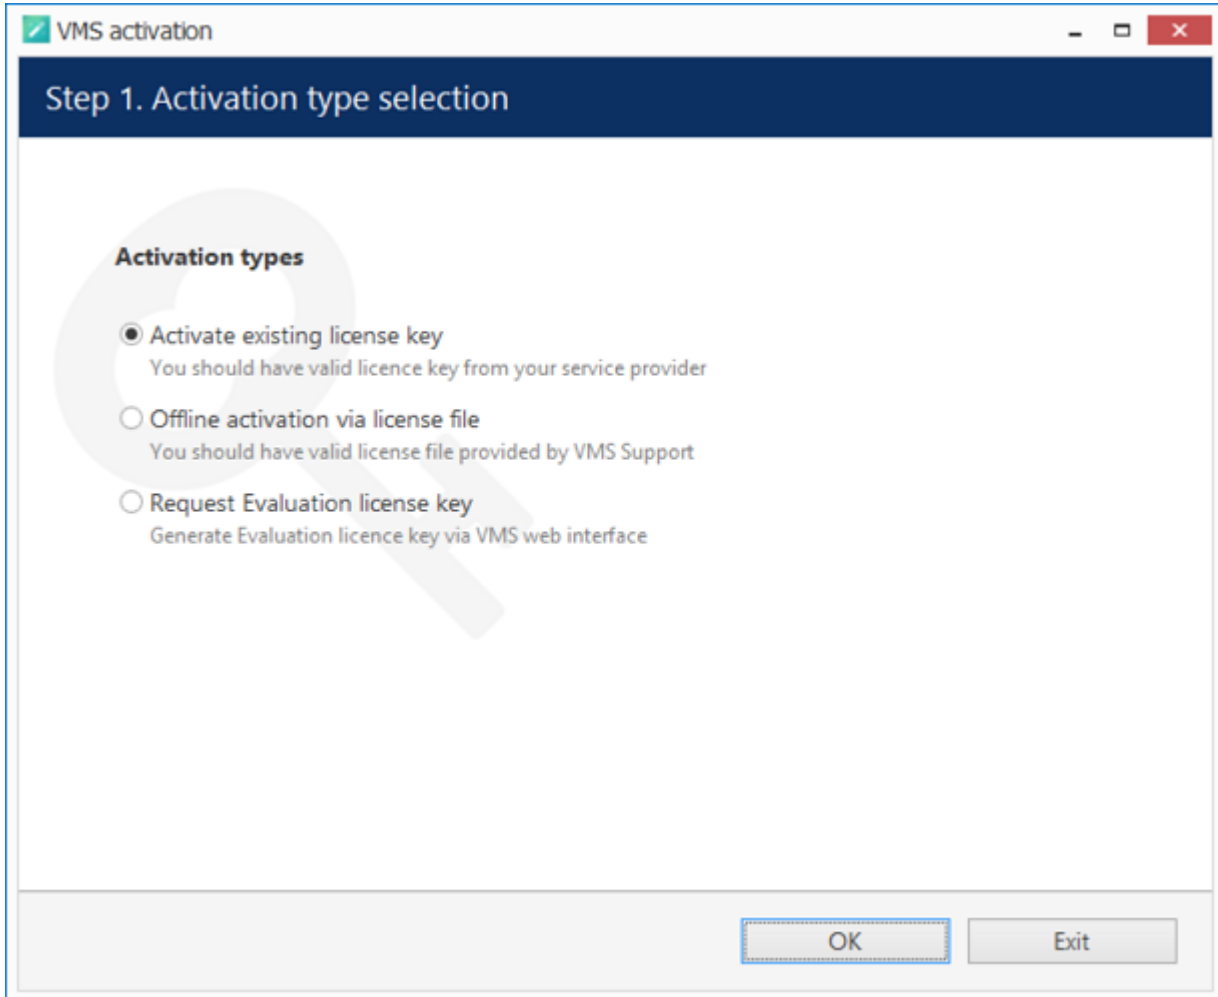 VMS activation
Step 1. Activation type selection
Activation types
Activate existing license key
You should have valid licence key from your service provider
Offline activation via license file
You should have valid license file provided by VMS Support
Request Evaluation license key
Generate Evaluation licence key via VMS web interface
OK
Exit